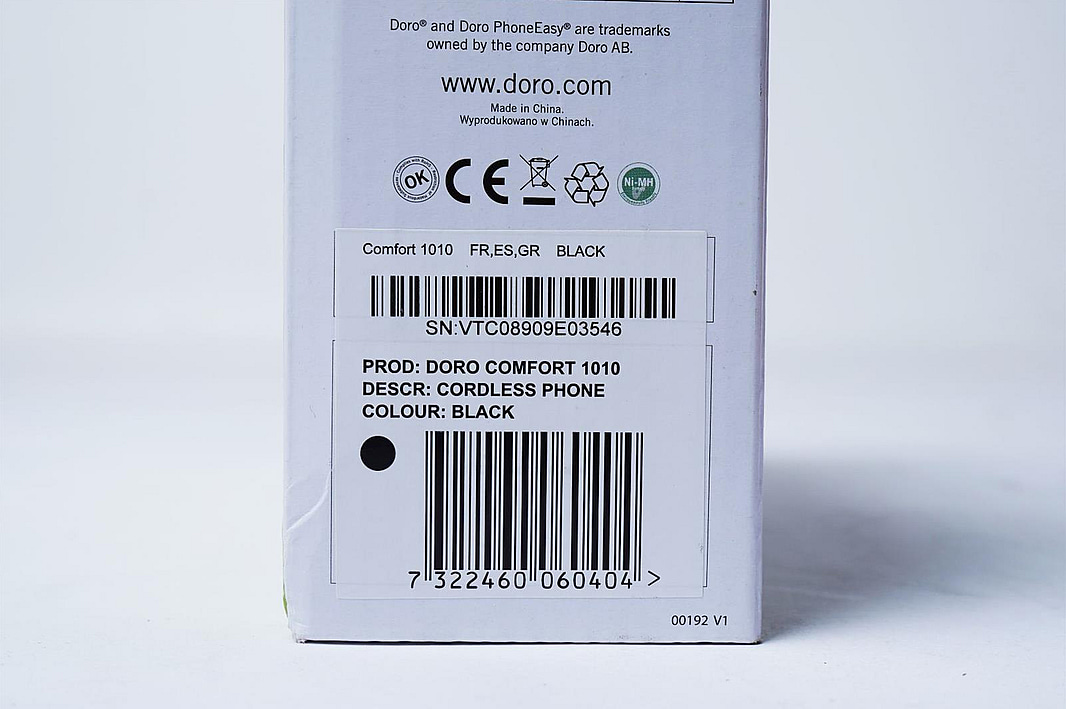 Doro® and Doro PhoneEasy® are trademarks
owned by the company Doro AB.
www.doro.com
Made in China.
Wyprodukowano w Chinach.
OK
CE
Ni-MH
Comfort 1010 FR,ES,GR BLACK
SN:VTC08909E03546
PROD: DORO COMFORT 1010
DESCR: CORDLESS PHONE
COLOUR: BLACK
7 322460 060404 >
00192 V1